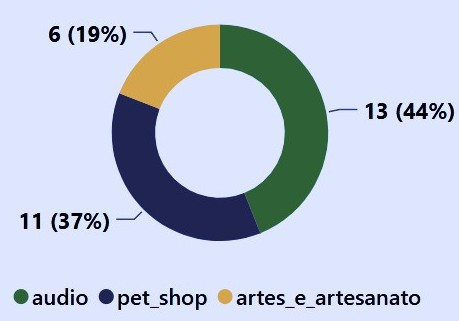 6 (19%)
13 (44%)
11 (37%)
audio pet_shop artes_e_artesanato